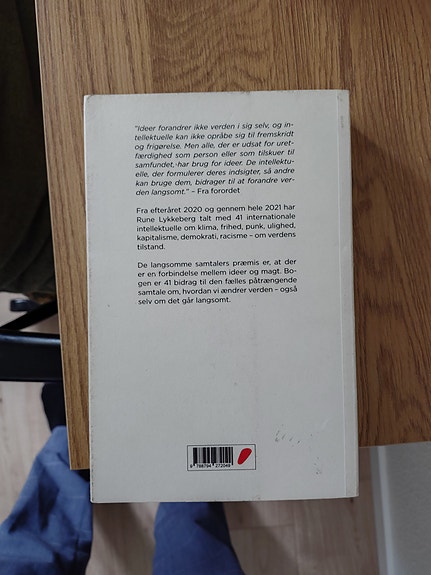 "Ideer forandrer ikke verden i sig selv, og in-
tellektuelle kan ikke opråbe sig til fremskridt
og frigørelse. Men alle, der er udsat for uret-
færdighed som person eller som tilskuer til
samfundet, har brug for ideer. De intellektu-
elle, der formulerer deres indsigter, så andre
kan bruge dem, bidrager til at forandre ver-
den langsomt." – Fra forordet
Fra efteråret 2020 og gennem hele 2021 har
Rune Lykkeberg talt med 41 internationale
intellektuelle om klima, frihed, punk, ulighed,
kapitalisme, demokrati, racisme – om verdens
tilstand.
De langsomme samtalers præmis er, at der
er en forbindelse mellem ideer og magt. Bo-
gen er 41 bidrag til den fælles påtrængende
samtale om, hvordan vi ændrer verden – også
selv om det går langsomt.
9 788794 272049